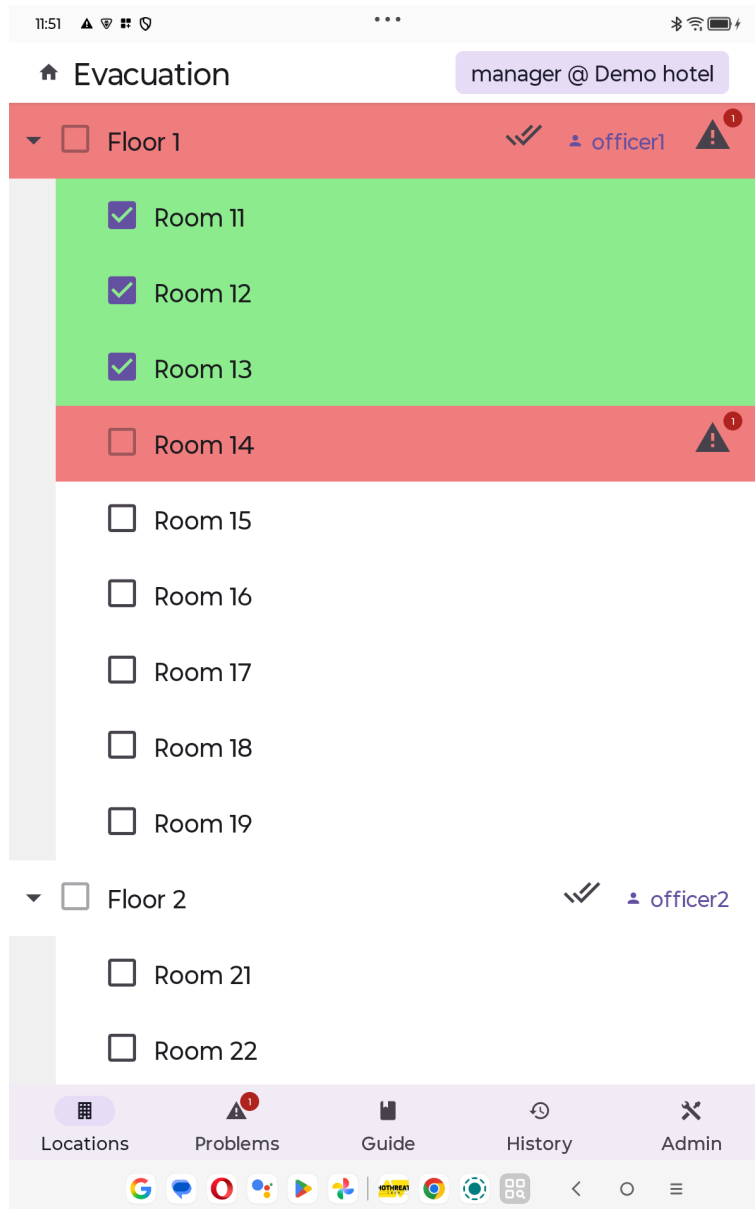 11:51
Evacuation
manager @ Demo hotel
Floor 1
officer1
1
Room 11
Room 12
Room 13
Room 14
1
Room 15
Room 16
Room 17
Room 18
Room 19
Floor 2
officer2
Room 21
Room 22
1
Locations
Problems
Guide
History
Admin